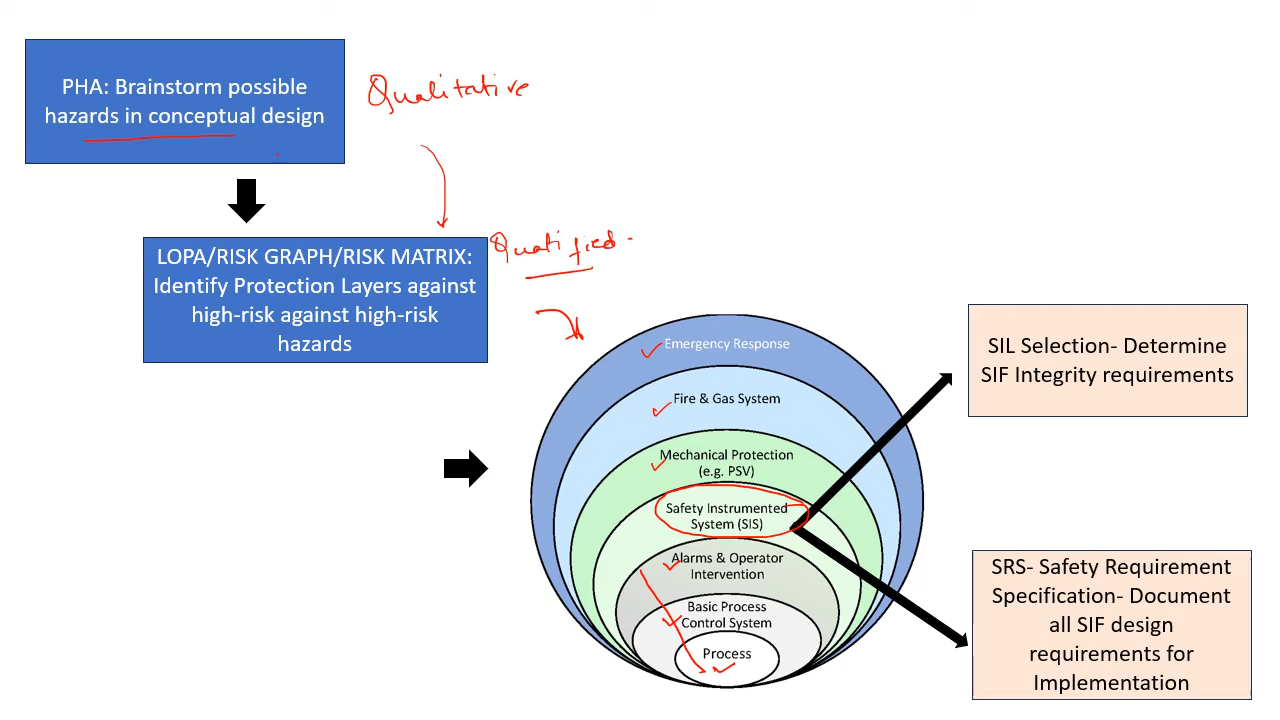 PHA: Brainstorm possible
hazards in conceptual design
Qualitative
LOPA/RISK GRAPH/RISK MATRIX:
Identify Protection Layers against
high-risk against high-risk
hazards
Quatified.
Emergency Response
Fire & Gas System
Mechanical Protection
(e.g. PSV)
Safety Instrumented
System (SIS)
Alarms & Operator
Intervention
Basic Process
Control System
Process
SIL Selection- Determine
SIF Integrity requirements
SRS- Safety Requirement
Specification- Document
all SIF design
requirements for
Implementation